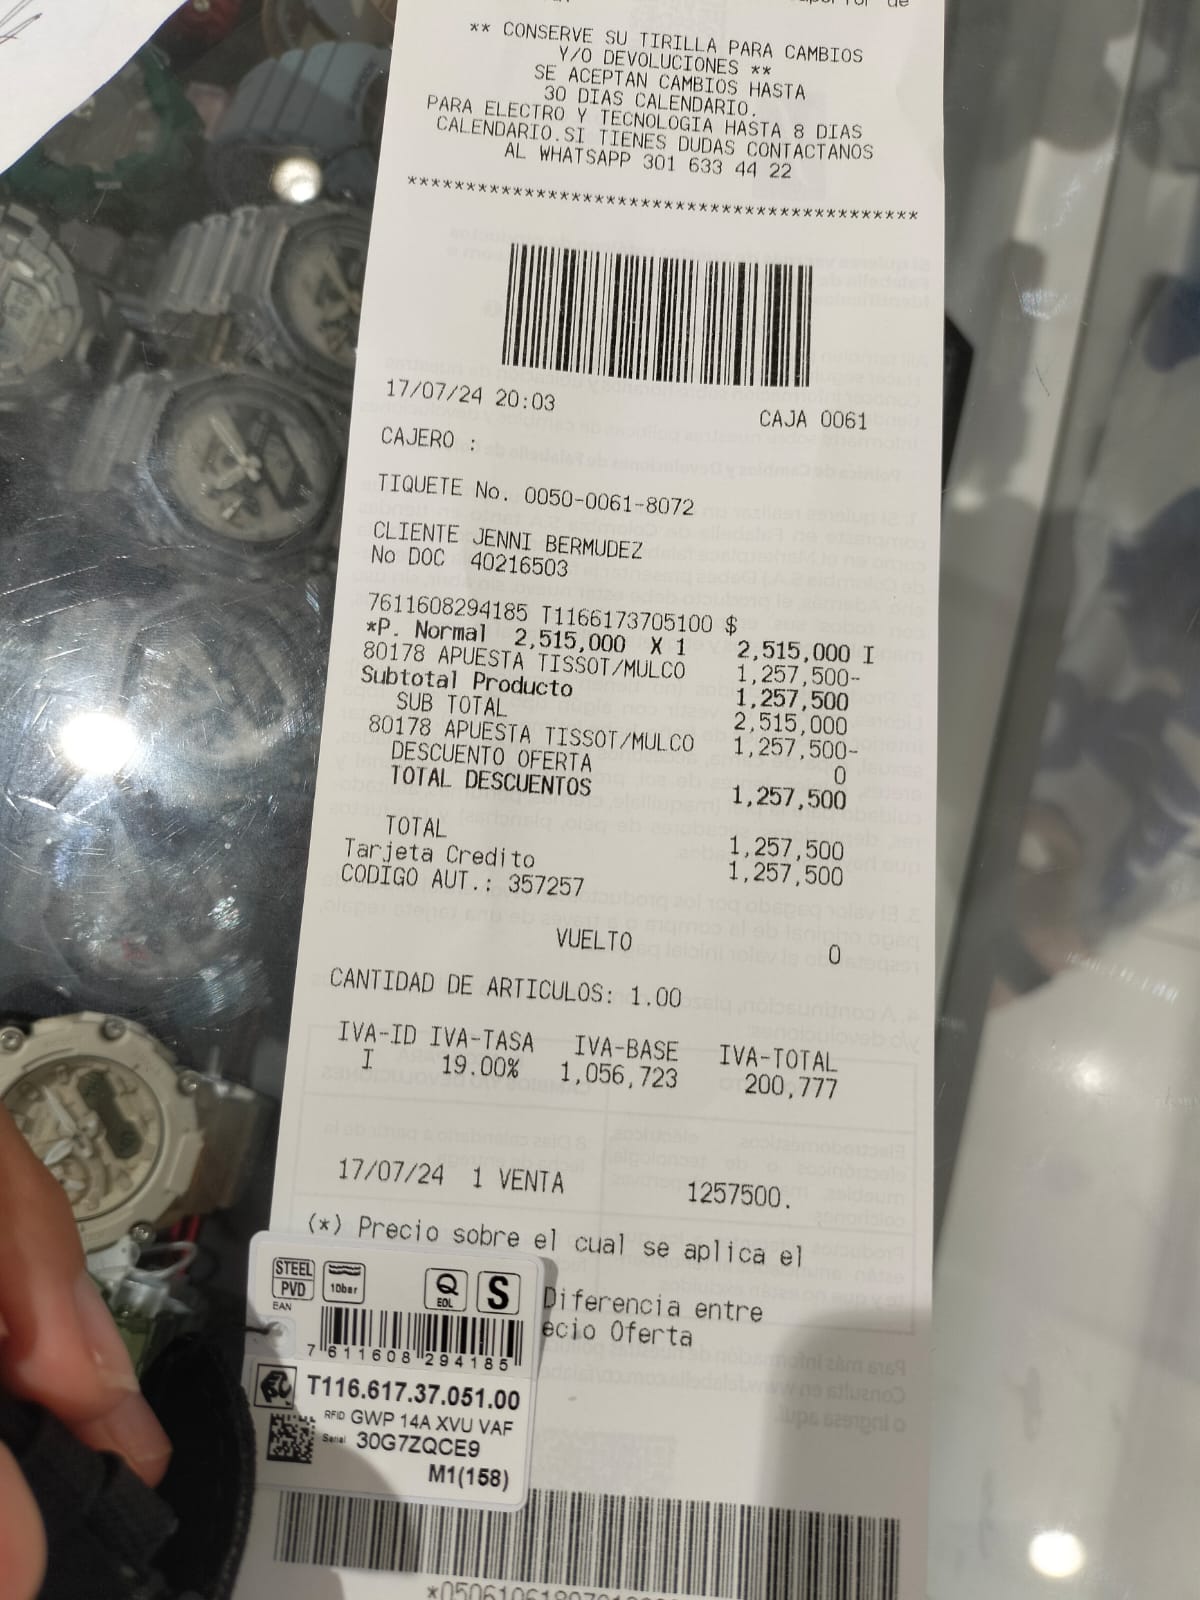 de
** CONSERVE SU TIRILLA PARA CAMBIOS
Y/O DEVOLUCIONES **
SE ACEPTAN CAMBIOS HASTA
30 DIAS CALENDARIO.
PARA ELECTRO Y TECNOLOGIA HASTA 8 DIAS
CALENDARIO.SI TIENES DUDAS CONTACTANOS
AL WHATSAPP 301 633 44 22
*******************************************
17/07/24 20:03 CAJA 0061
CAJERO :
TIQUETE No. 0050-0061-8072
CLIENTE JENNI BERMUDEZ
No DOC 40216503
7611608294185 T1166173705100 $
*P. Normal 2,515,000 X 1 2,515,000 I
80178 APUESTA TISSOT/MULCO 1,257,500-
Subtotal Producto 1,257,500
SUB TOTAL 2,515,000
80178 APUESTA TISSOT/MULCO 1,257,500-
DESCUENTO OFERTA 0
TOTAL DESCUENTOS 1,257,500
TOTAL 1,257,500
Tarjeta Credito 1,257,500
CODIGO AUT.: 357257
VUELTO 0
CANTIDAD DE ARTICULOS: 1.00
IVA-ID IVA-TASA IVA-BASE IVA-TOTAL
I 19.00% 1,056,723 200,777
17/07/24 1 VENTA 1257500.
(*) Precio sobre el cual se aplica el
Diferencia entre
ecio Oferta
STEEL
PVD
10bar
Q
EOL
S
EAN
7 611608 294185
T116.617.37.051.00
RFID GWP 14A XVU VAF
Serial 30G7ZQCE9
M1(158)